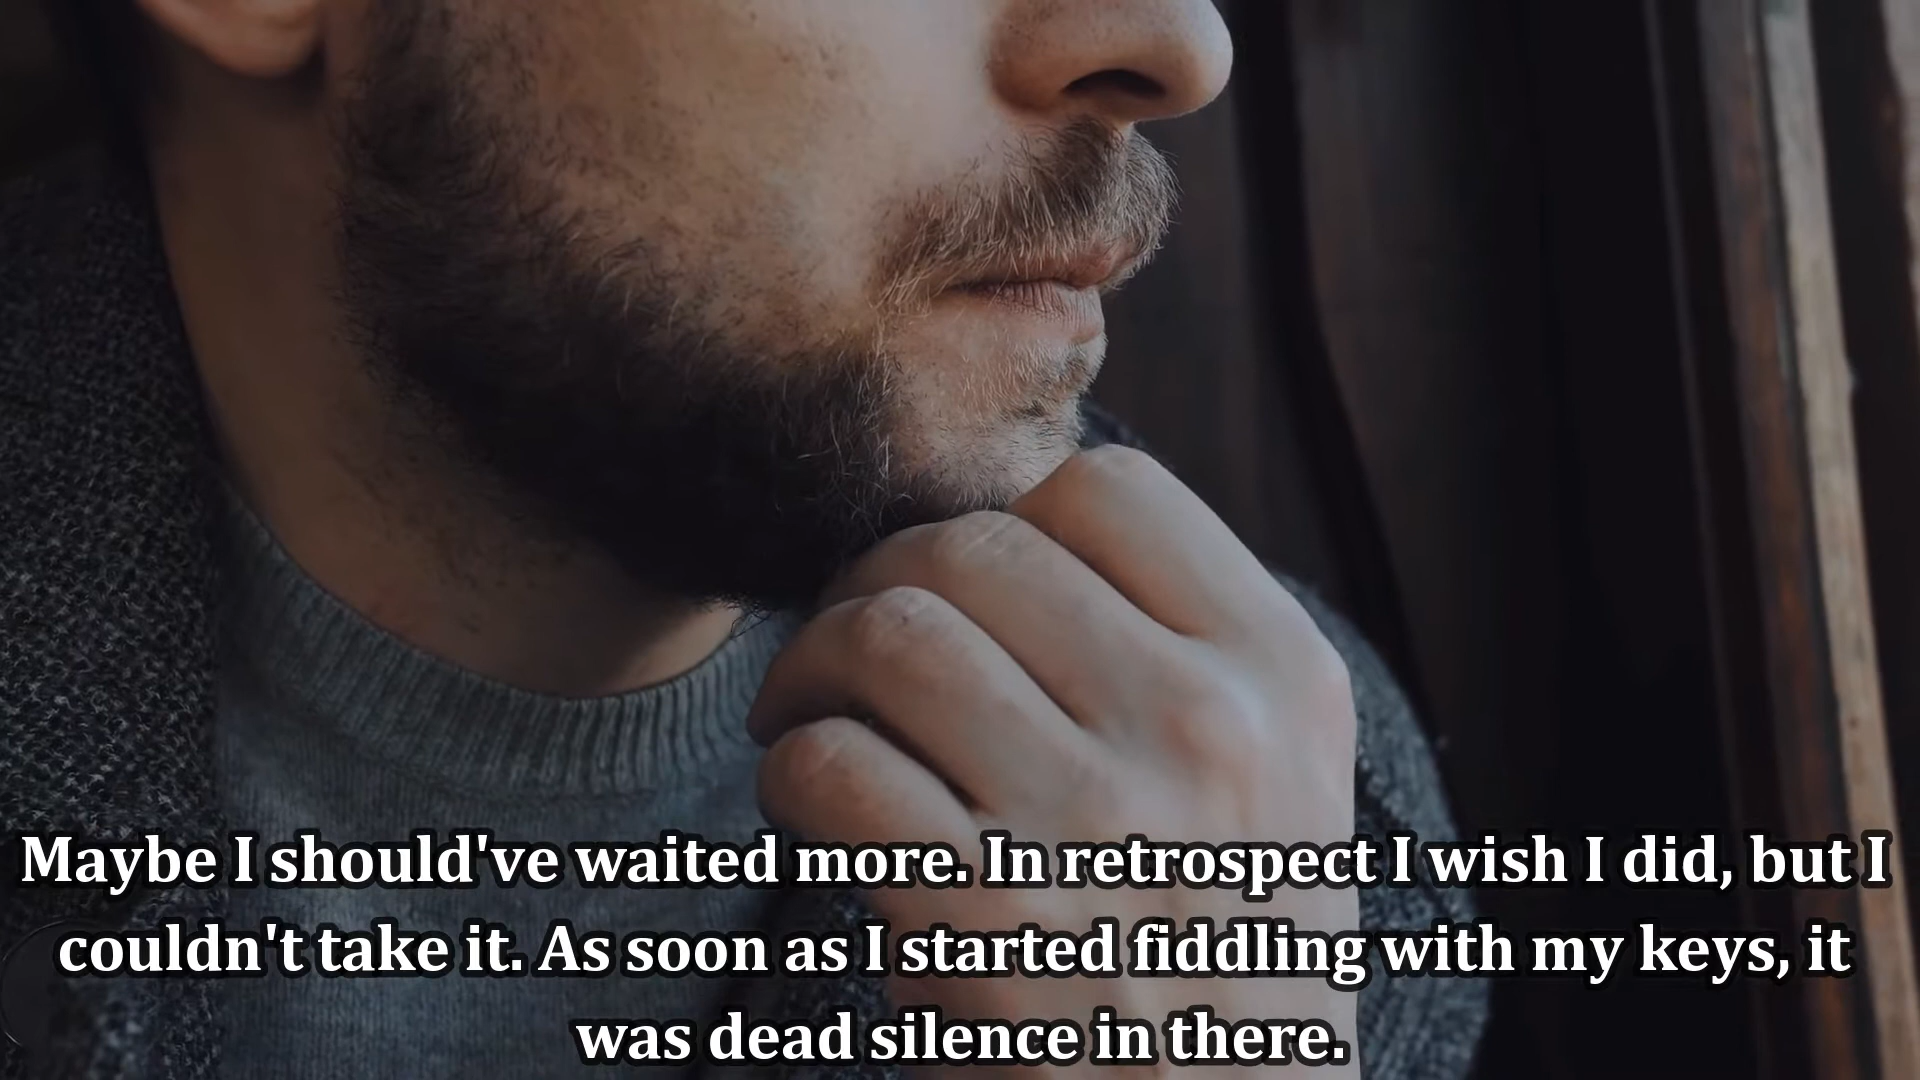 Maybe I should've waited more. In retrospect I wish I did, but I
couldn't take it. As soon as I started fiddling with my keys, it
was dead silence in there.